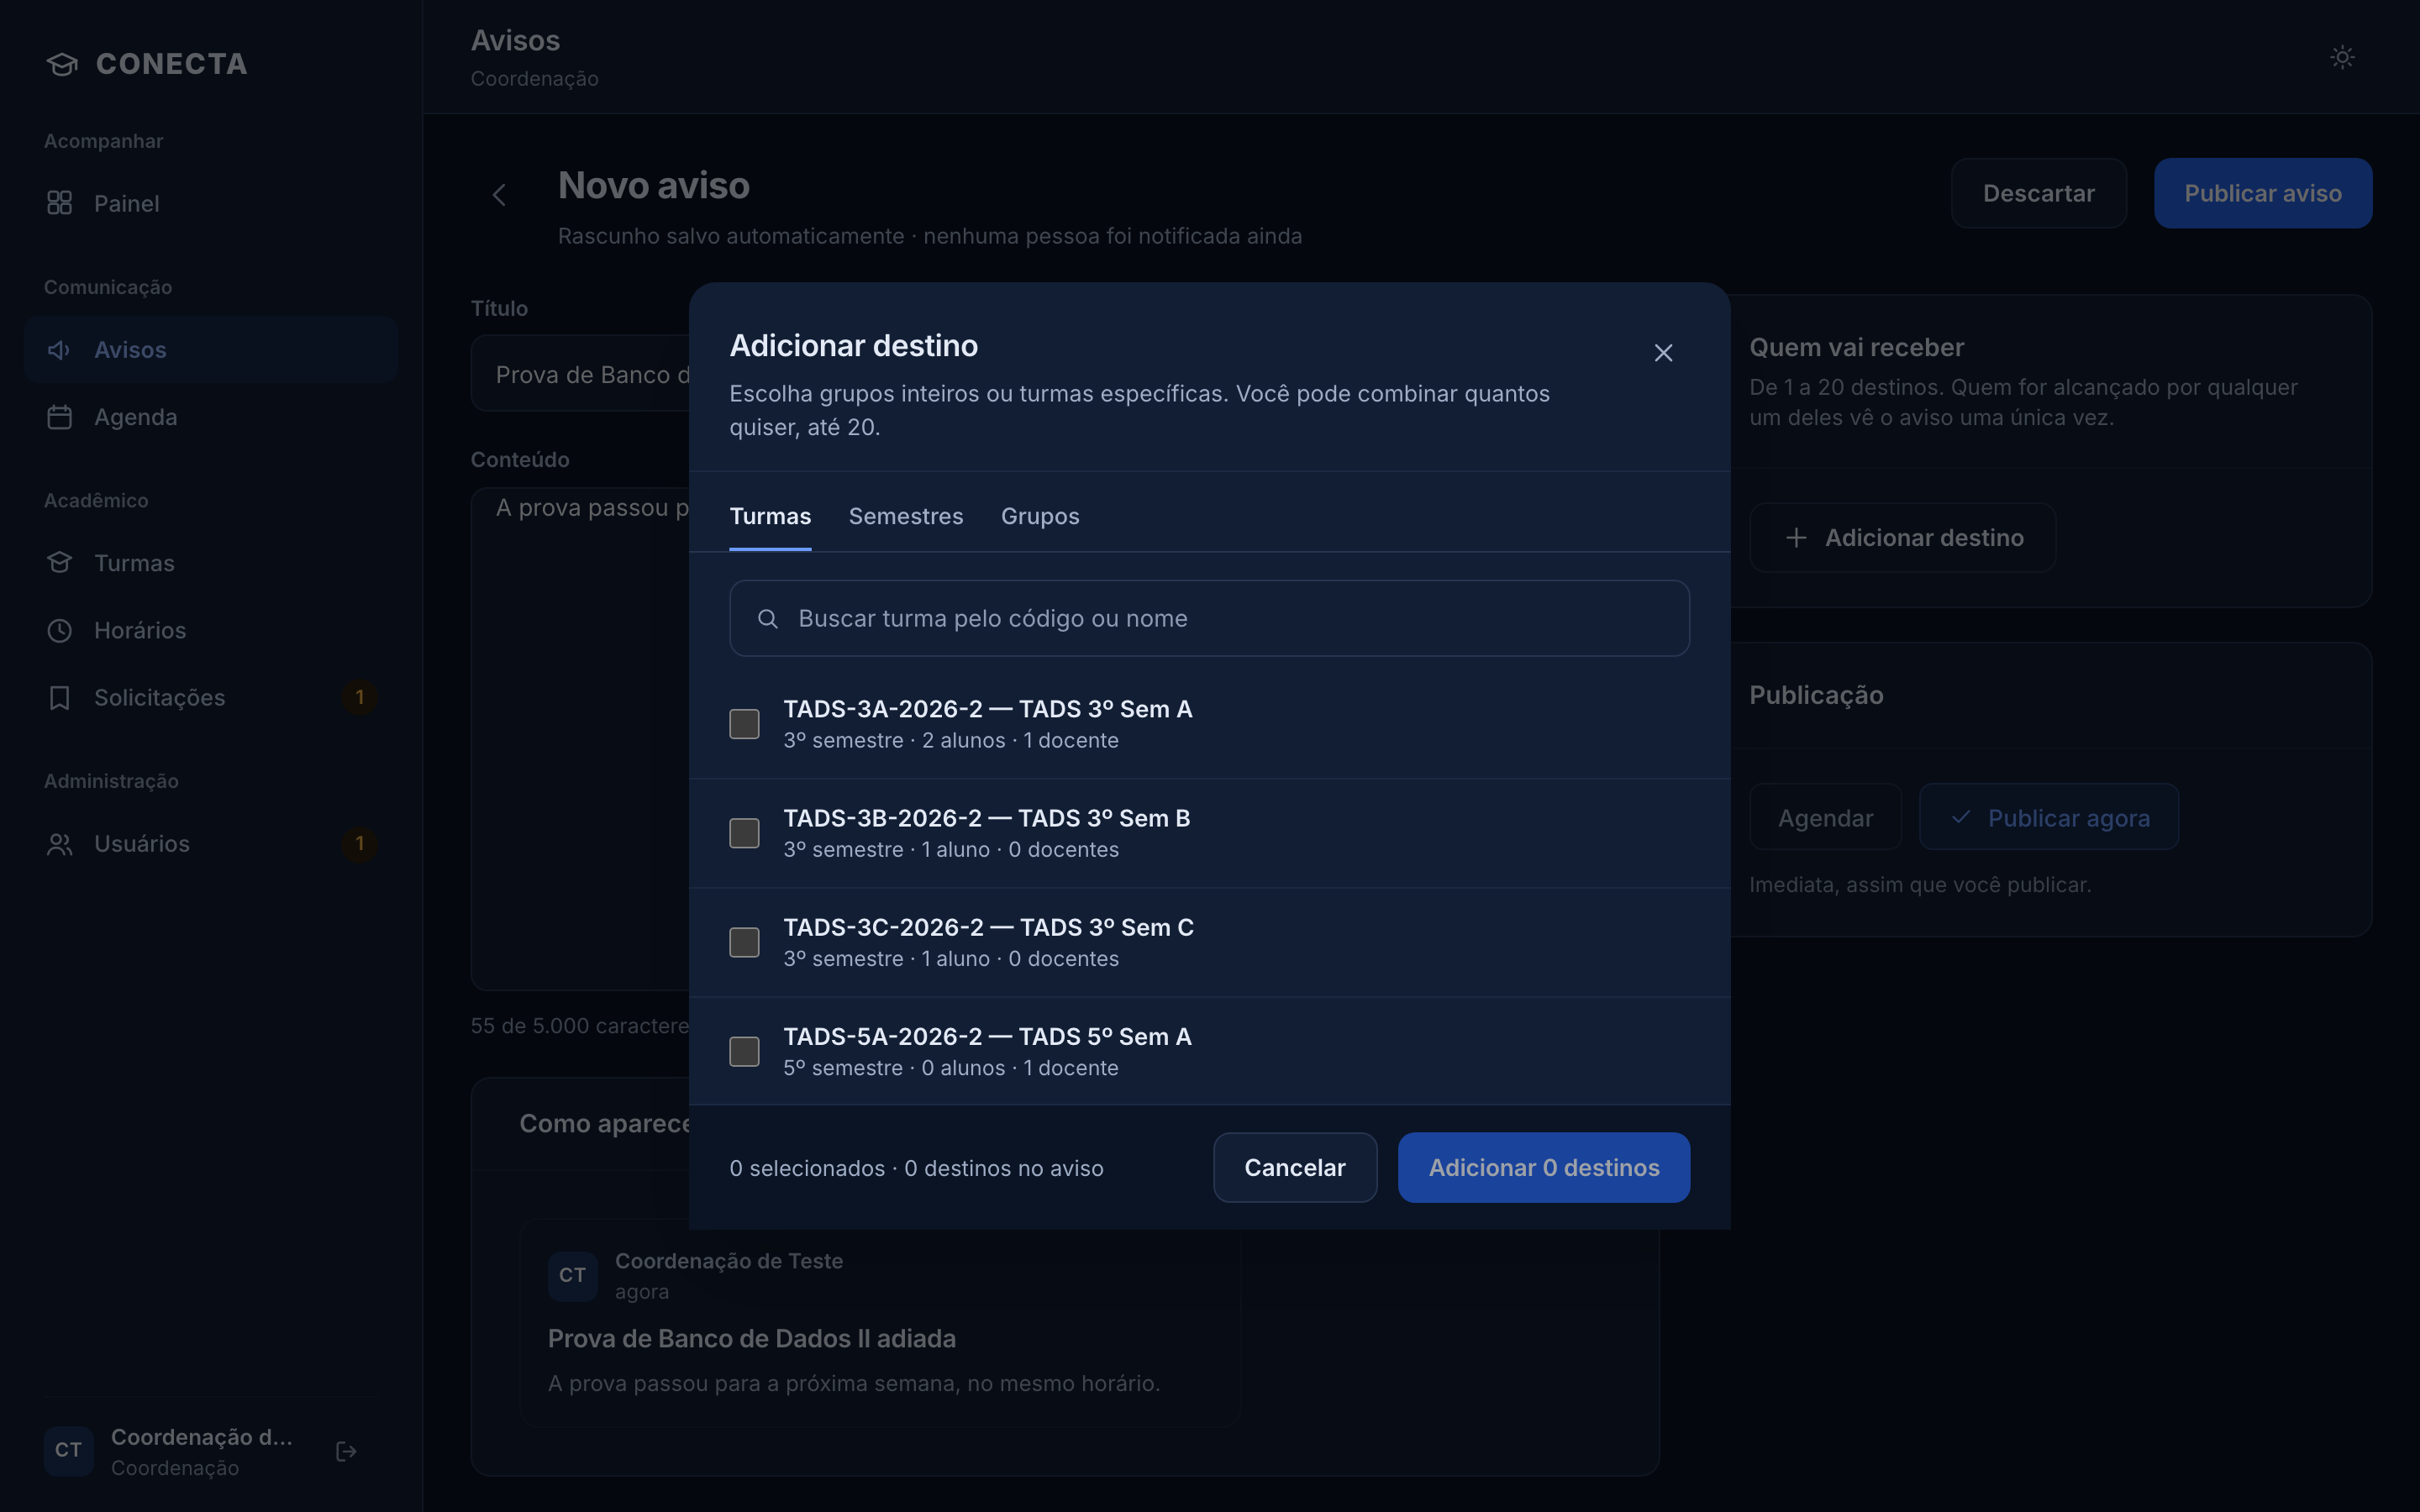 CONECTA
Acompanhar
Painel
Comunicação
Avisos
Agenda
Acadêmico
Turmas
Horários
Solicitações 1
Administração
Usuários 1
CT
Coordenação d...
Coordenação
Avisos
Coordenação
Novo aviso
Rascunho salvo automaticamente · nenhuma pessoa foi notificada ainda
Descartar
Publicar aviso
Título
Prova de Banco d
Conteúdo
A prova passou p
55 de 5.000 caractere
Como aparece
CT
Coordenação de Teste
agora
Prova de Banco de Dados II adiada
A prova passou para a próxima semana, no mesmo horário.
Adicionar destino
Escolha grupos inteiros ou turmas específicas. Você pode combinar quantos
quiser, até 20.
Turmas Semestres Grupos
Buscar turma pelo código ou nome
TADS-3A-2026-2 — TADS 3º Sem A
3º semestre · 2 alunos · 1 docente
TADS-3B-2026-2 — TADS 3º Sem B
3º semestre · 1 aluno · 0 docentes
TADS-3C-2026-2 — TADS 3º Sem C
3º semestre · 1 aluno · 0 docentes
TADS-5A-2026-2 — TADS 5º Sem A
5º semestre · 0 alunos · 1 docente
0 selecionados · 0 destinos no aviso
Cancelar
Adicionar 0 destinos
Quem vai receber
De 1 a 20 destinos. Quem for alcançado por qualquer
um deles vê o aviso uma única vez.
Adicionar destino
Publicação
Agendar
Publicar agora
Imediata, assim que você publicar.